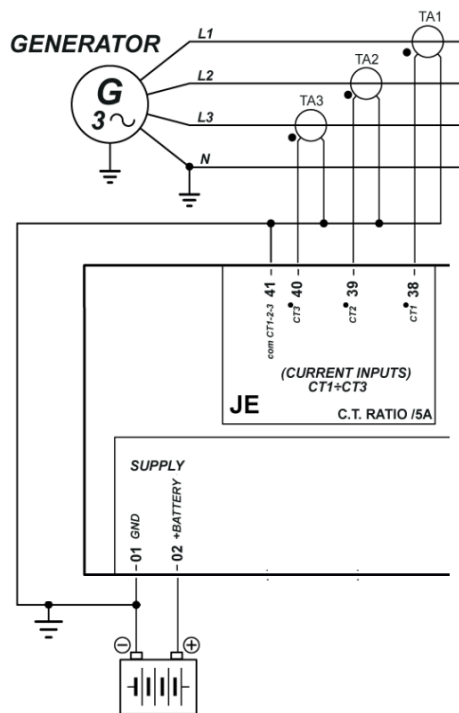 TA1
GENERATOR
L1
TA2
L2
G
3
TA3
L3
N
41 40 39 38
com CT1-2-3 CT3 CT2 CT1
(CURRENT INPUTS)
CT1÷CT3
JE
C.T. RATIO /5A
SUPPLY
01 GND
02 +BATTERY
− +